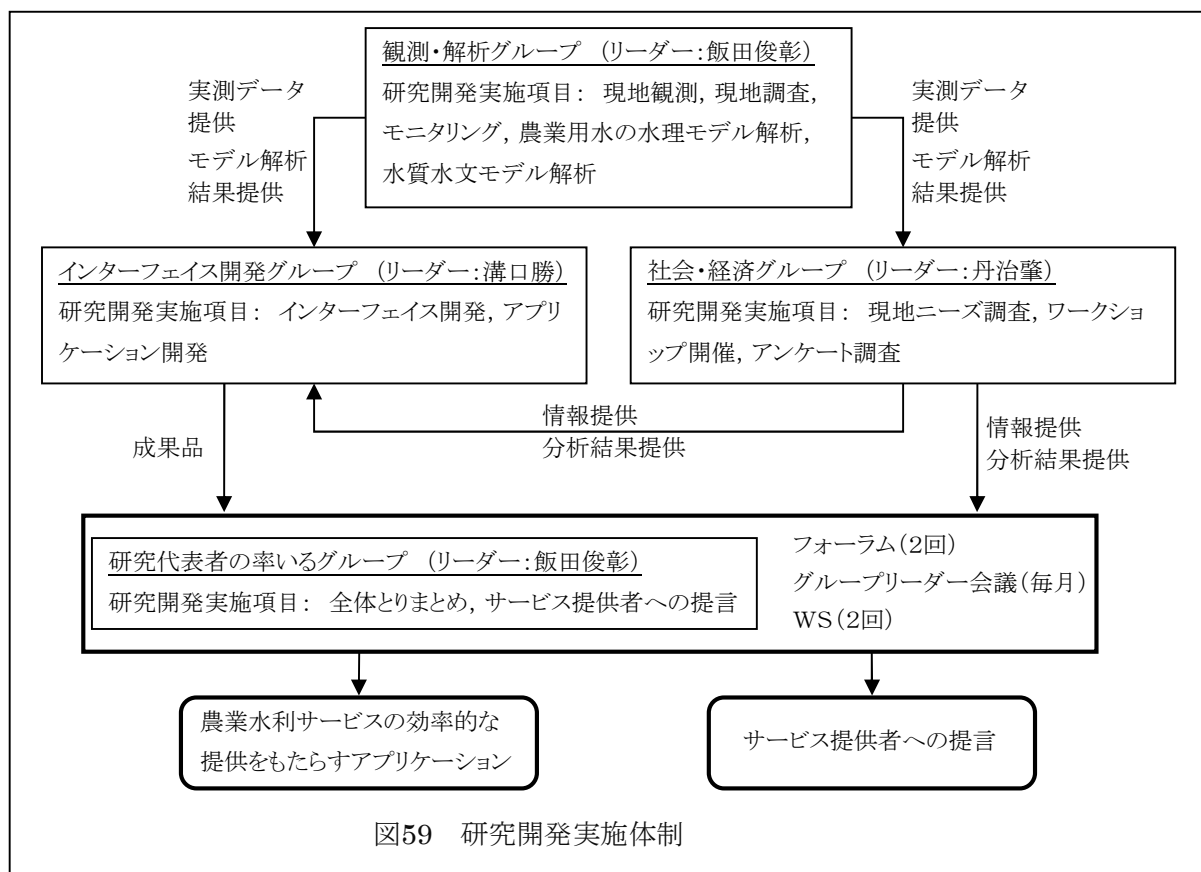 観測・解析グループ （リーダー：飯田俊彰）
研究開発実施項目： 現地観測, 現地調査,
モニタリング, 農業用水の水理モデル解析,
水質水文モデル解析
実測データ
提供
モデル解析
結果提供
実測データ
提供
モデル解析
結果提供
インターフェイス開発グループ （リーダー：溝口勝）
研究開発実施項目： インターフェイス開発, アプリ
ケーション開発
社会・経済グループ （リーダー：丹治肇）
研究開発実施項目： 現地ニーズ調査, ワークショ
ップ開催, アンケート調査
成果品
情報提供
分析結果提供
情報提供
分析結果提供
研究代表者の率いるグループ （リーダー：飯田俊彰）
研究開発実施項目： 全体とりまとめ, サービス提供者への提言
フォーラム（2回）
グループリーダー会議（毎月）
WS（2回）
農業水利サービスの効率的な
提供をもたらすアプリケーション
サービス提供者への提言
図59 研究開発実施体制